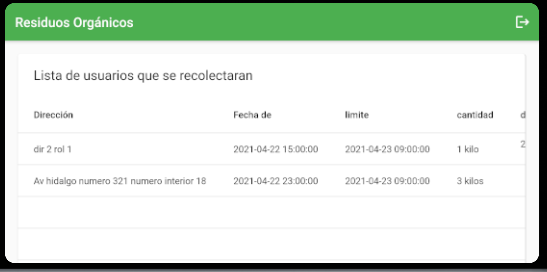 Residuos Orgánicos
Lista de usuarios que se recolectaran
Dirección Fecha de limite cantidad d
dir 2 rol 1 2021-04-22 15:00:00 2021-04-23 09:00:00 1 kilo 2
Av hidalgo numero 321 numero interior 18 2021-04-22 23:00:00 2021-04-23 09:00:00 3 kilos